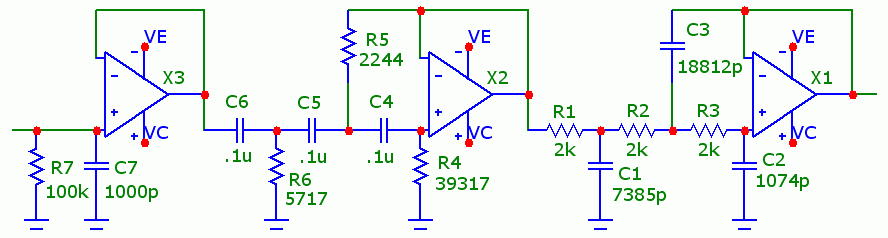 VE
X3
VC
R7
100k
C7
1000p
C6
.1u
R6
5717
C5
.1u
R5
2244
C4
.1u
VE
X2
VC
R4
39317
R1
2k
C1
7385p
R2
2k
C3
18812p
R3
2k
VE
X1
VC
C2
1074p